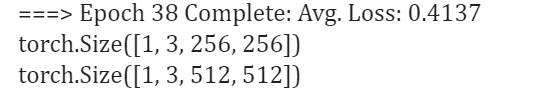 ===> Epoch 38 Complete: Avg. Loss: 0.4137
torch.Size([1, 3, 256, 256])
torch.Size([1, 3, 512, 512])